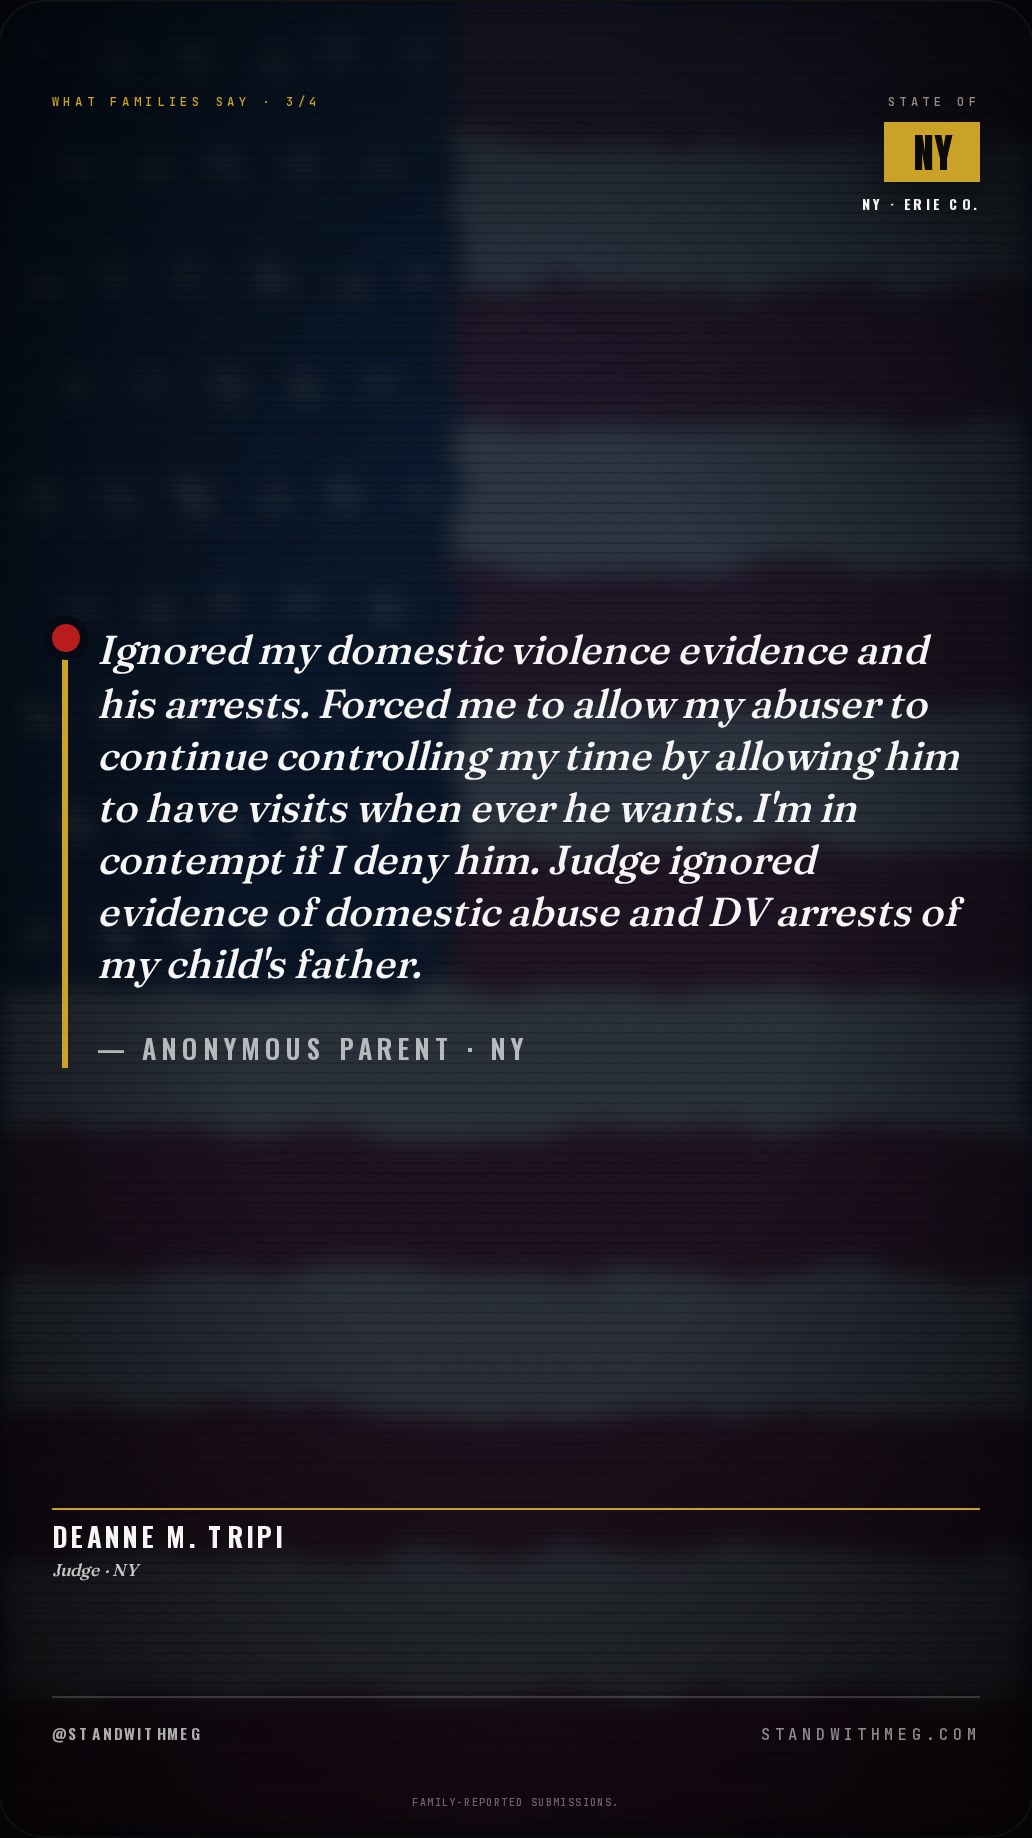 WHAT FAMILIES SAY · 3/4
STATE OF
NY
NY · ERIE CO.
Ignored my domestic violence evidence and
his arrests. Forced me to allow my abuser to
continue controlling my time by allowing him
to have visits when ever he wants. I'm in
contempt if I deny him. Judge ignored
evidence of domestic abuse and DV arrests of
my child's father.
— ANONYMOUS PARENT · NY
DEANNE M. TRIPI
Judge · NY
@STANDWITHMEG
STANDWITHMEG.COM
FAMILY-REPORTED SUBMISSIONS.